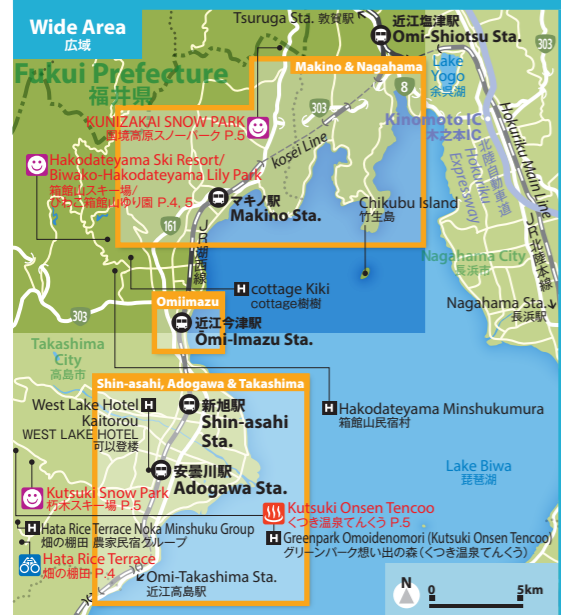 Wide Area
広域
Tsuruga Sta. 敦賀駅
近江塩津駅
Omi-Shiotsu Sta.
303
Lake
Yogo
余呉湖
Fukui Prefecture
福井県
Makino & Nagahama
8
303
KUNIZAKAI SNOW PARK
国境高原スノーパーク P.5
Kinomoto IC
木之本IC
kosei Line
Hokuriku Main Line
JR北陸本線
北陸自動車道
Hokuriku
Expressway
Hakodateyama Ski Resort/
Biwako-Hakodateyama Lily Park
箱館山スキー場/
びわこ箱館山ゆり園 P.4, 5
マキノ駅
Makino Sta.
Chikubu Island
竹生島
161
JR湖西線
Nagahama City
長浜市
H cottage Kiki
cottage樹樹
Nagahama Sta.
長浜駅
Omiimazu
303
近江今津駅
Ōmi-Imazu Sta.
Takashima
City
高島市
Shin-asahi, Adogawa & Takashima
West Lake Hotel H
Kaitorou
WEST LAKE HOTEL
可以登楼
新旭駅
Shin-asahi
Sta.
H Hakodateyama Minshukumura
箱館山民宿村
安曇川駅
Adogawa Sta.
Lake Biwa
琵琶湖
Kutsuki Snow Park
朽木スキー場 P.5
Kutsuki Onsen Tencoo
くつき温泉てんくう P.5
H Hata Rice Terrace Noka Minshuku Group
畑の棚田 農家民宿グループ
H Greenpark Omoidenomori (Kutsuki Onsen Tencoo)
グリーンパーク想い出の森(くつき温泉てんくう)
Hata Rice Terrace
畑の棚田 P.4
Omi-Takashima Sta.
近江高島駅
N
0 5km